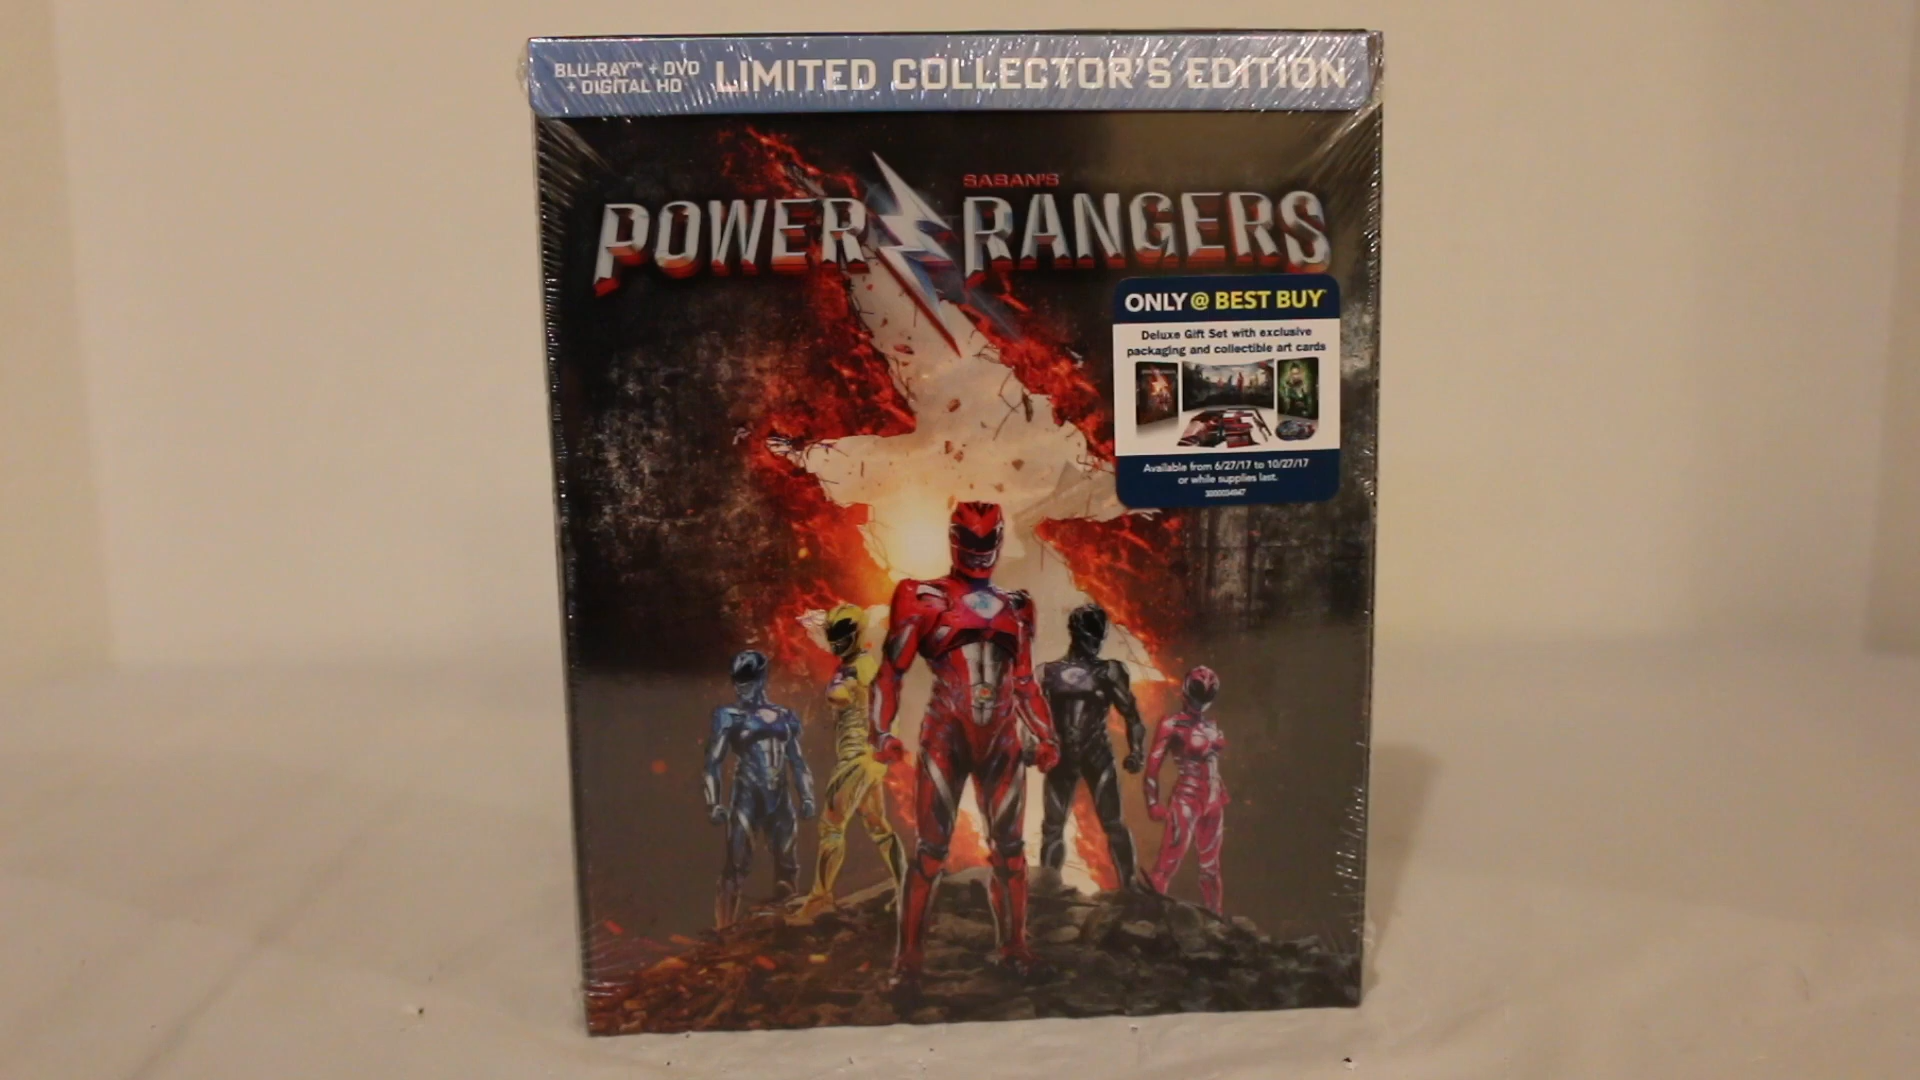 BLU-RAY™ + DVD
+ DIGITAL HD
LIMITED COLLECTOR'S EDITION
SABAN'S
POWER RANGERS
ONLY @ BEST BUY™
Deluxe Gift Set with exclusive
packaging and collectible art cards
Available from 6/27/17 to 10/27/17
or while supplies last.